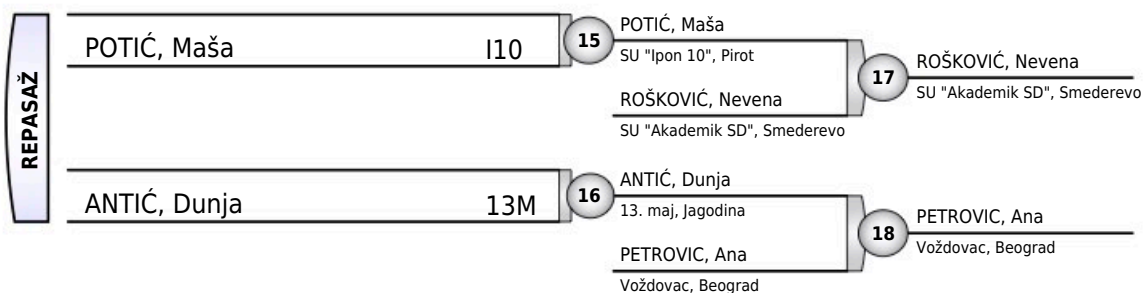 REPASAŽ
POTIĆ, Maša I10
15
POTIĆ, Maša
SU "Ipon 10", Pirot
ROŠKOVIĆ, Nevena
SU "Akademik SD", Smederevo
17
ROŠKOVIĆ, Nevena
SU "Akademik SD", Smederevo
ANTIĆ, Dunja 13M
16
ANTIĆ, Dunja
13. maj, Jagodina
PETROVIC, Ana
Voždovac, Beograd
18
PETROVIC, Ana
Voždovac, Beograd